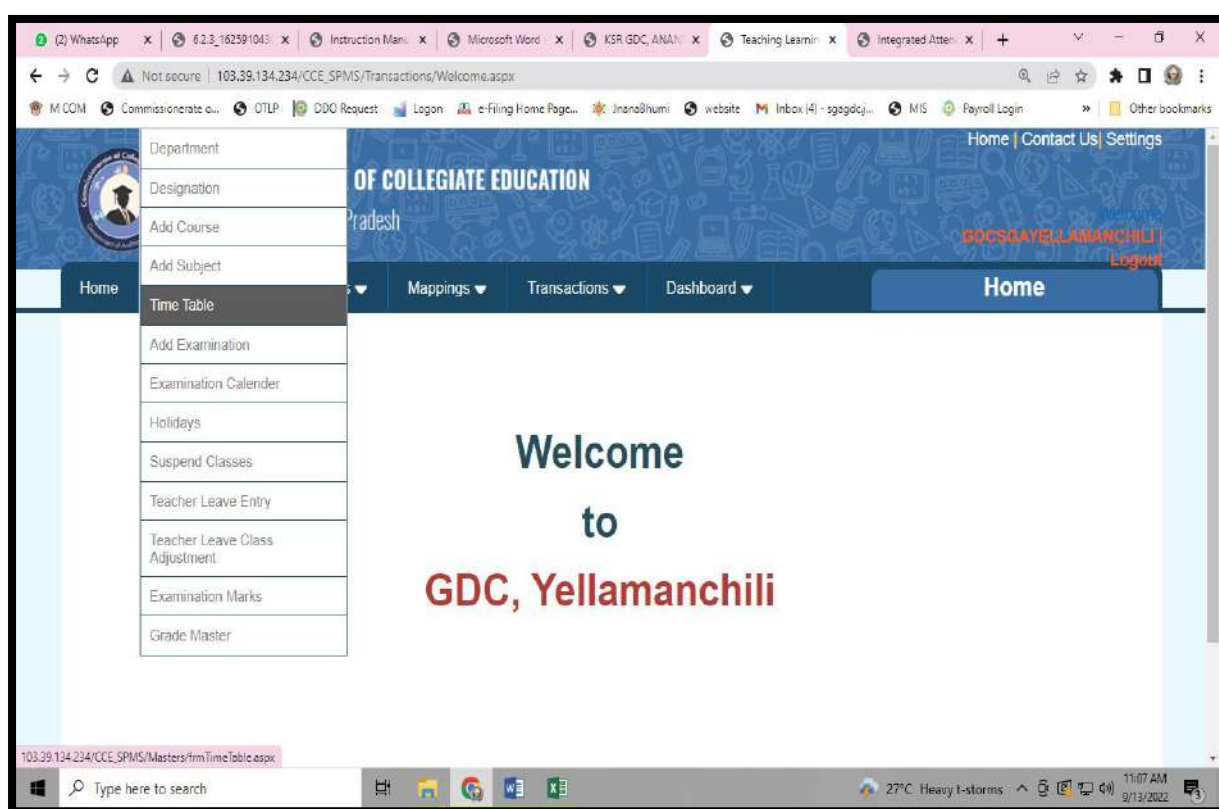 (2) WhatsApp
6.2.3_162591043
Instruction Manu
Microsoft Word
KSR GDC, ANAN
Teaching Learnin
Integrated Atten
Not secure | 103.39.134.234/CCE_SPMS/Transactions/Welcome.aspx
M COM
Commissionerate o...
OTLP
DDO Request
Logon
e-Filing Home Page...
JnanaBhumi
website
Inbox (4) - sgagdcj...
MIS
Payroll Login
»
Other bookmarks
Home | Contact Us| Settings
OF COLLEGIATE EDUCATION
Pradesh
Welcome
GDCSGAYELLAMANCHILI |
Logout
Home
Mappings
Transactions
Dashboard
Home
Department
Designation
Add Course
Add Subject
Time Table
Add Examination
Examination Calender
Holidays
Suspend Classes
Teacher Leave Entry
Teacher Leave Class
Adjustment
Examination Marks
Grade Master
Welcome
to
GDC, Yellamanchili
103.39.134.234/CCE_SPMS/Masters/frmTimeTable.aspx
Type here to search
27°C Heavy t-storms
11:07 AM
9/13/2022
3